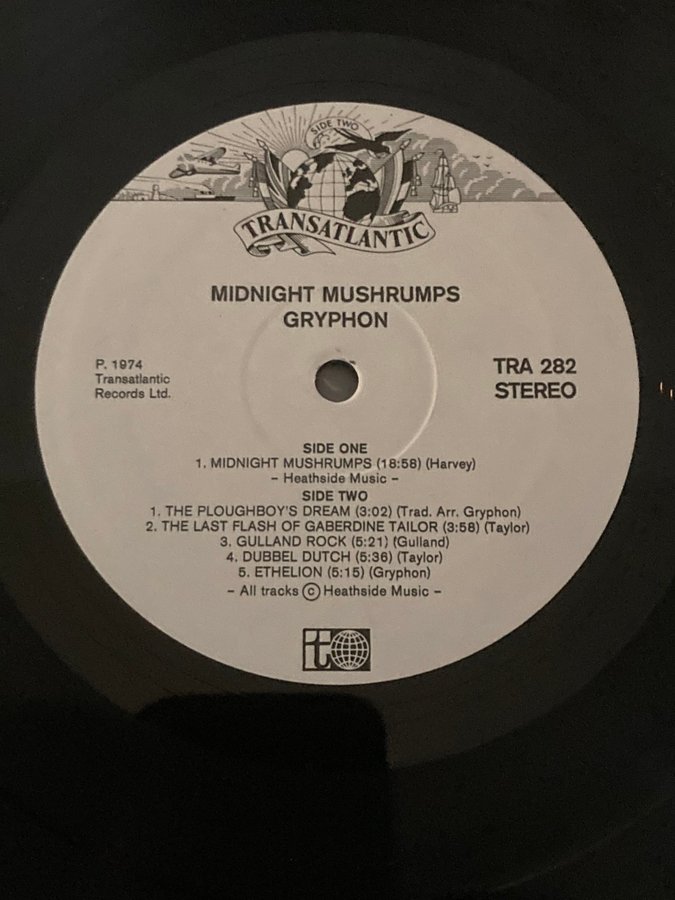 SIDE TWO
TRANSATLANTIC
MIDNIGHT MUSHRUMPS
GRYPHON
P. 1974
Transatlantic
Records Ltd.
TRA 282
STEREO
SIDE ONE
1. MIDNIGHT MUSHRUMPS (18:58) (Harvey)
– Heathside Music –
SIDE TWO
1. THE PLOUGHBOY'S DREAM (3:02) (Trad. Arr. Gryphon)
2. THE LAST FLASH OF GABERDINE TAILOR (3:58) (Taylor)
3. GULLAND ROCK (5:21) (Gulland)
4. DUBBEL DUTCH (5:36) (Taylor)
5. ETHELION (5:15) (Gryphon)
– All tracks © Heathside Music –
t